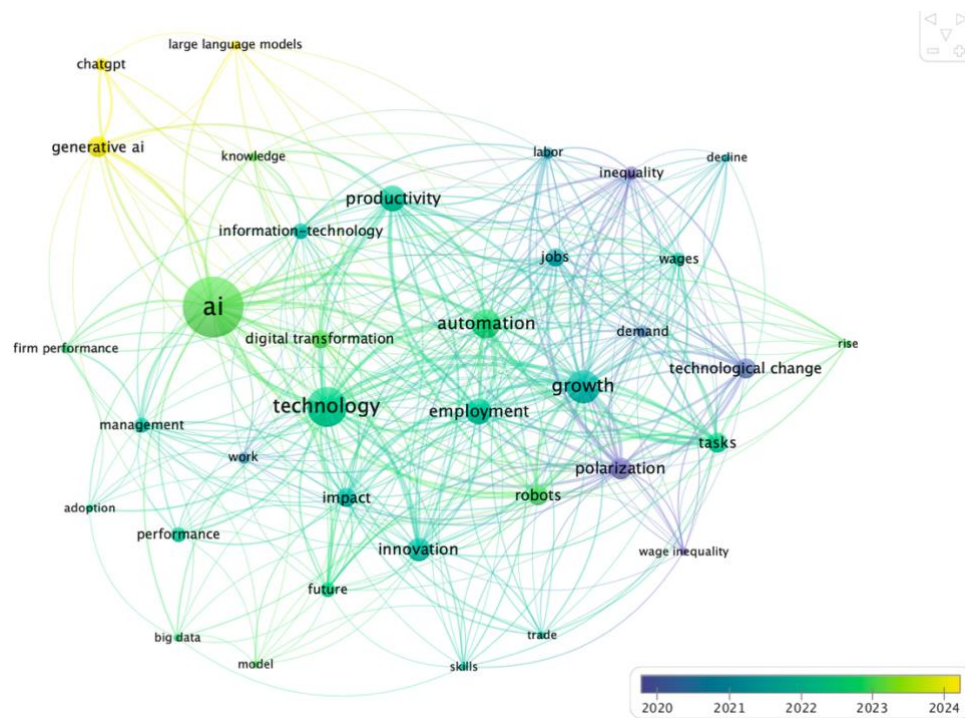 large language models
chatgpt
generative ai
knowledge
labor
decline
inequality
productivity
information-technology
jobs
wages
ai
automation
digital transformation
demand
rise
firm performance
technological change
growth
technology
employment
management
tasks
work
polarization
impact
robots
adoption
performance
innovation
wage inequality
future
trade
big data
model
skills
2020 2021 2022 2023 2024